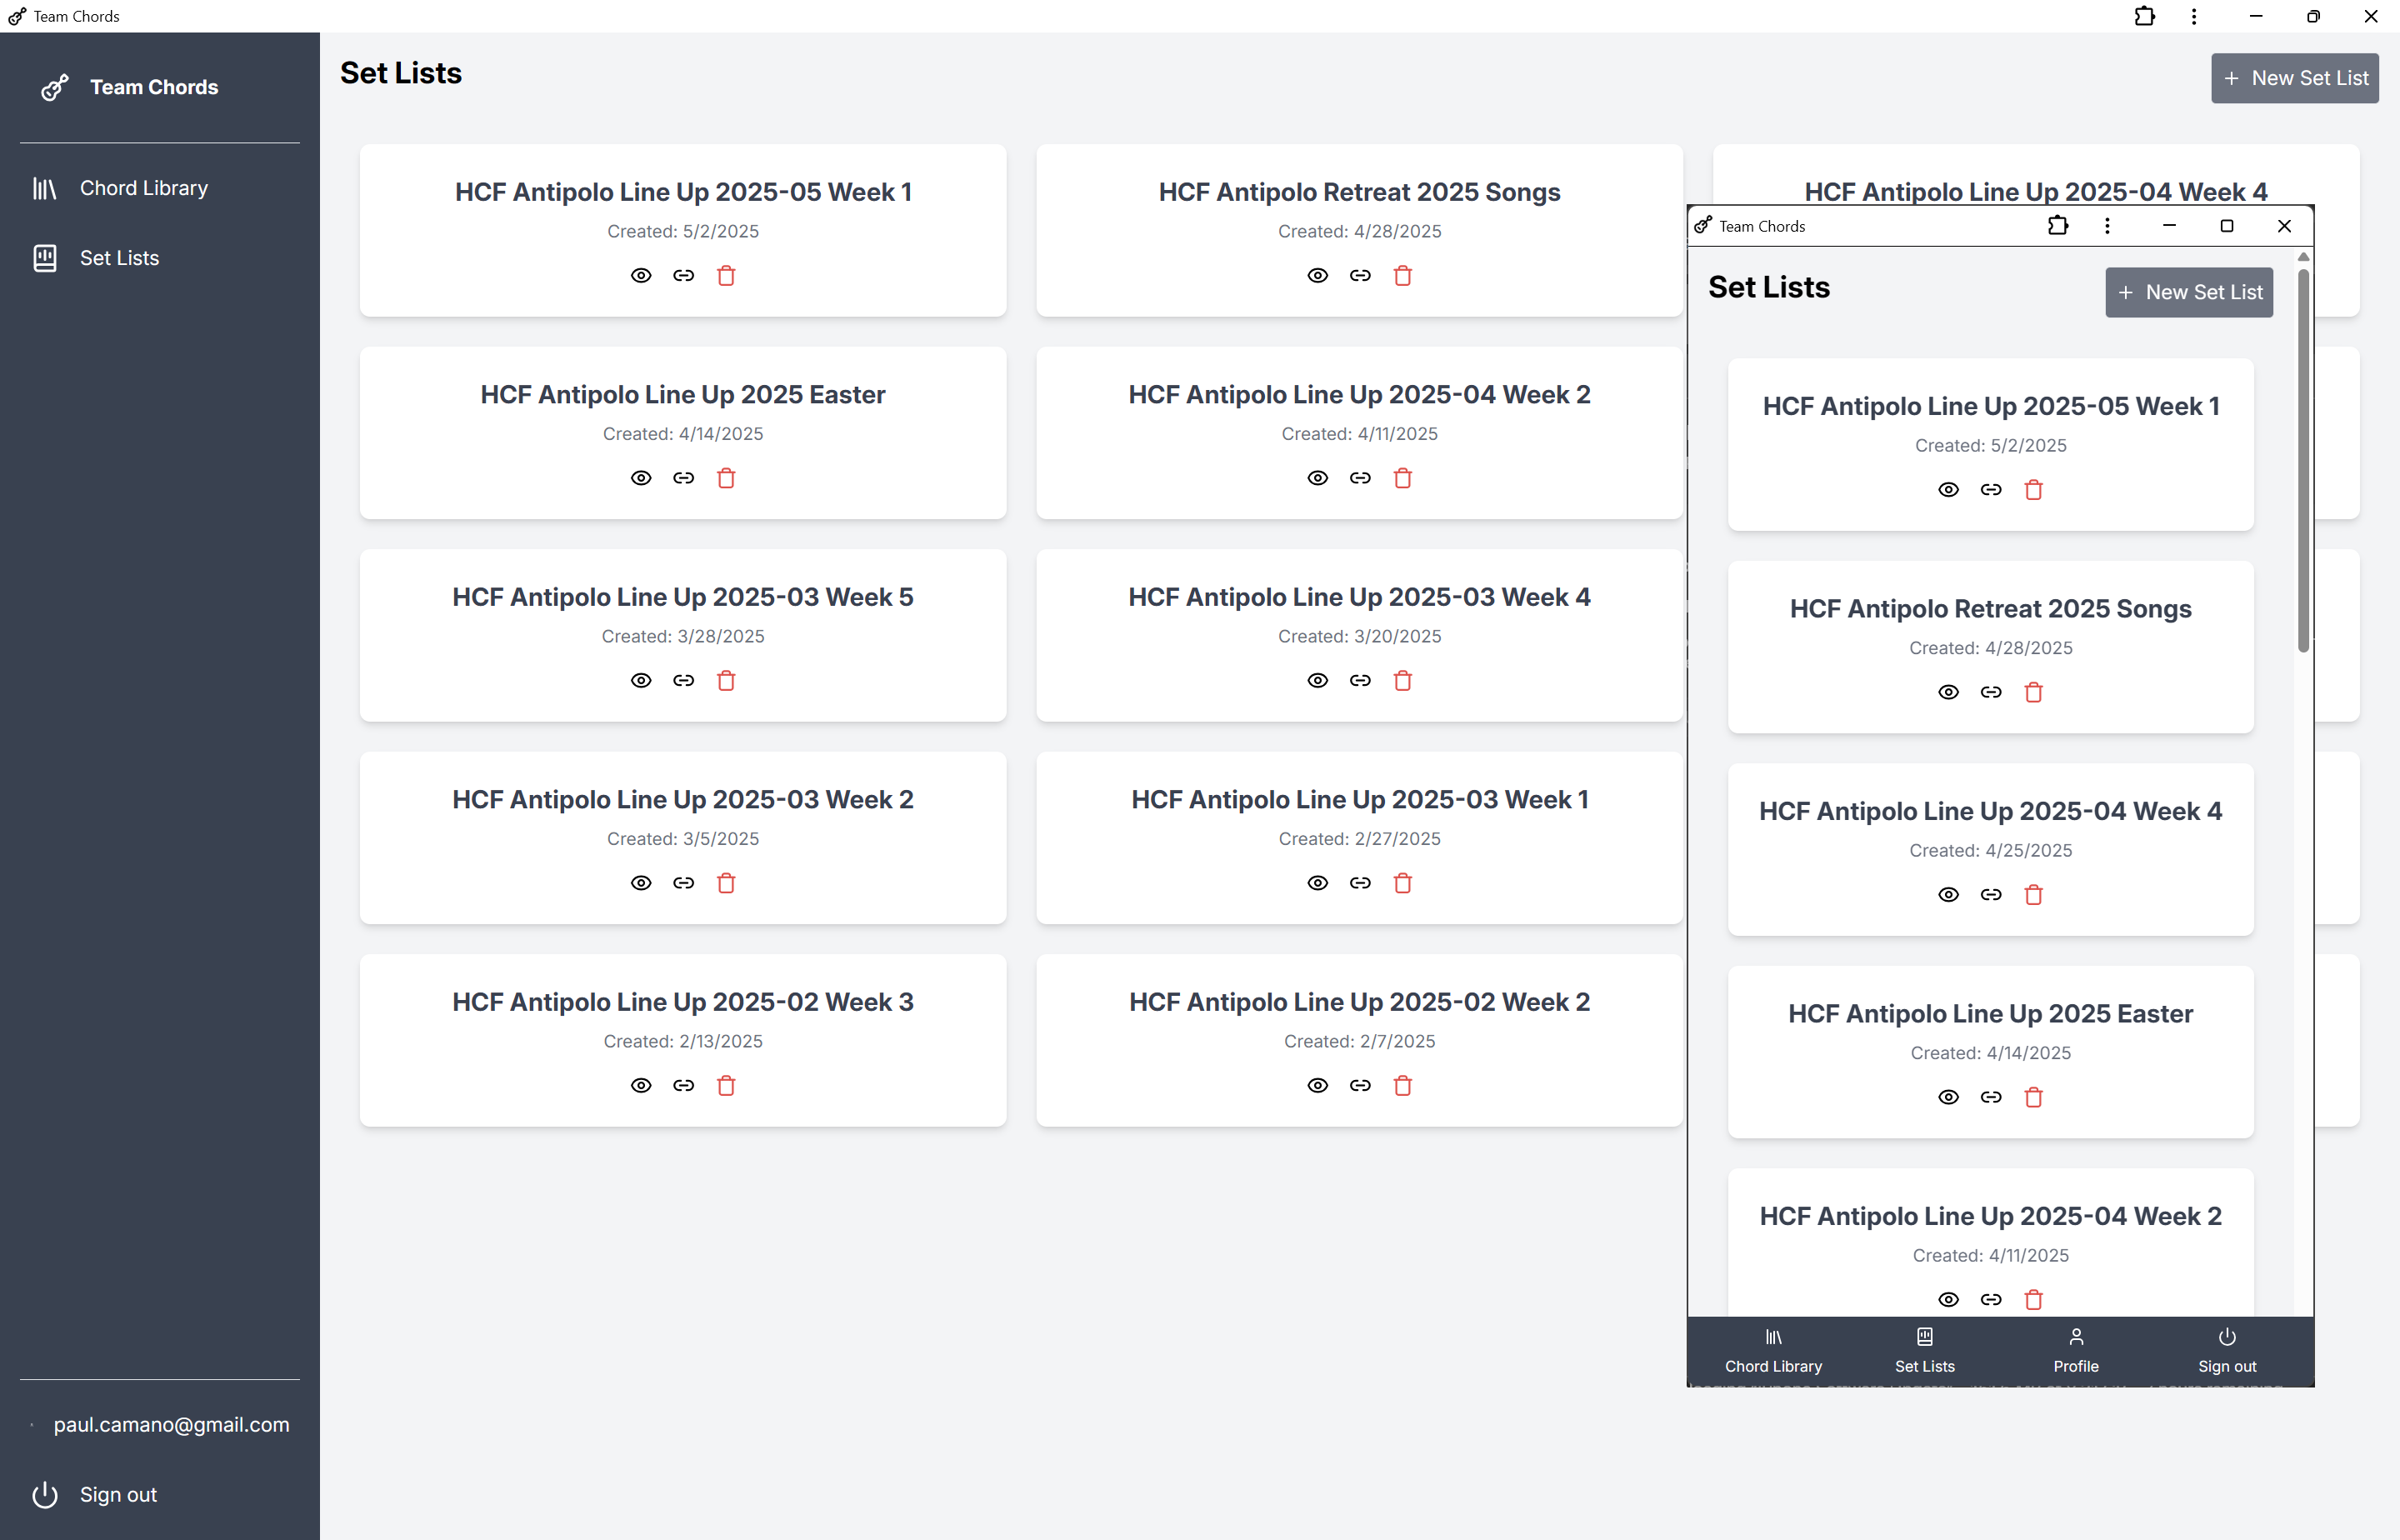 Team Chords
Team Chords
Chord Library
Set Lists
paul.camano@gmail.com
Sign out
Set Lists
+ New Set List
HCF Antipolo Line Up 2025-05 Week 1
Created: 5/2/2025
HCF Antipolo Retreat 2025 Songs
Created: 4/28/2025
HCF Antipolo Line Up 2025-04 Week 4
HCF Antipolo Line Up 2025 Easter
Created: 4/14/2025
HCF Antipolo Line Up 2025-04 Week 2
Created: 4/11/2025
HCF Antipolo Line Up 2025-03 Week 5
Created: 3/28/2025
HCF Antipolo Line Up 2025-03 Week 4
Created: 3/20/2025
HCF Antipolo Line Up 2025-03 Week 2
Created: 3/5/2025
HCF Antipolo Line Up 2025-03 Week 1
Created: 2/27/2025
HCF Antipolo Line Up 2025-02 Week 3
Created: 2/13/2025
HCF Antipolo Line Up 2025-02 Week 2
Created: 2/7/2025
Team Chords
Set Lists
+ New Set List
HCF Antipolo Line Up 2025-05 Week 1
Created: 5/2/2025
HCF Antipolo Retreat 2025 Songs
Created: 4/28/2025
HCF Antipolo Line Up 2025-04 Week 4
Created: 4/25/2025
HCF Antipolo Line Up 2025 Easter
Created: 4/14/2025
HCF Antipolo Line Up 2025-04 Week 2
Created: 4/11/2025
Chord Library
Set Lists
Profile
Sign out